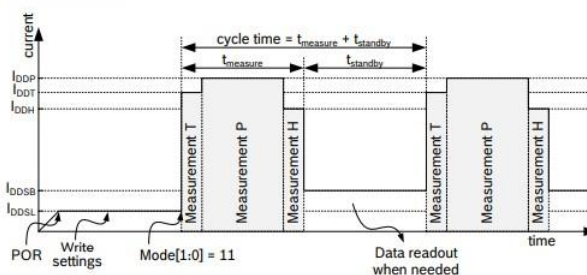 current
cycle time = tmeasure + tstandby
tmeasure
tstandby
IDDP
IDDT
IDDH
IDDSB
IDDSL
Measurement T
Measurement P
Measurement H
Measurement T
Measurement P
Measurement H
time
POR
Write
settings
Mode[1:0] = 11
Data readout
when needed